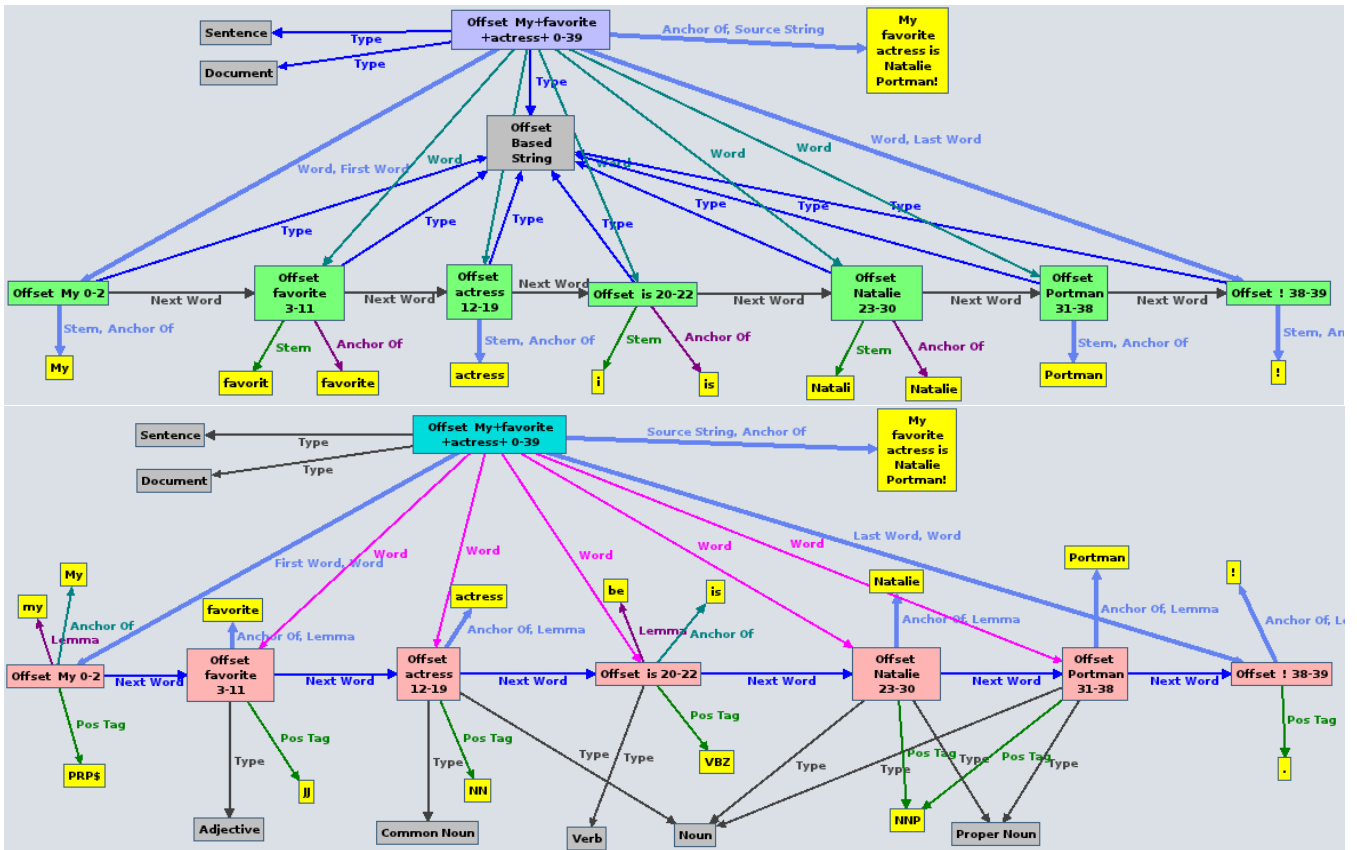 Sentence
Offset My+favorite
+actress+ 0-39
Anchor Of, Source String
My
favorite
actress is
Natalie
Portman!
Type
Document
Type
Type
Offset
Based
String
Word, First Word
Word
Word
Word
Word
Word, Last Word
Type
Type
Type
Type
Type
Type
Offset My 0-2
Next Word
Offset
favorite
3-11
Next Word
Offset
actress
12-19
Next Word
Offset is 20-22
Next Word
Offset
Natalie
23-30
Next Word
Offset
Portman
31-38
Next Word
Offset ! 38-39
Stem, Anchor Of
Stem
Anchor Of
Stem, Anchor Of
Stem
Anchor Of
Stem
Anchor Of
Stem, Anchor Of
Stem, An
My
favorit
favorite
actress
i
is
Natali
Natalie
Portman
!
Sentence
Type
Offset My+favorite
+actress+ 0-39
Source String, Anchor Of
My
favorite
actress is
Natalie
Portman!
Document
Type
First Word, Word
Word
Word
Word
Word
Word
Last Word, Word
my
My
Lemma
Anchor Of
favorite
Anchor Of, Lemma
actress
Anchor Of, Lemma
be
is
Lemma
Anchor Of
Natalie
Anchor Of, Lemma
Portman
Anchor Of, Lemma
!
Anchor Of, Le
Offset My 0-2
Next Word
Offset
favorite
3-11
Next Word
Offset
actress
12-19
Next Word
Offset is 20-22
Next Word
Offset
Natalie
23-30
Next Word
Offset
Portman
31-38
Next Word
Offset ! 38-39
Pos Tag
Type
Pos Tag
Type
Pos Tag
Type
Type
Pos Tag
Type
Pos Tag
Type
Type
Pos Tag
Type
Pos Tag
PRP$
JJ
NN
VBZ
NNP
.
Adjective
Common Noun
Verb
Noun
Proper Noun